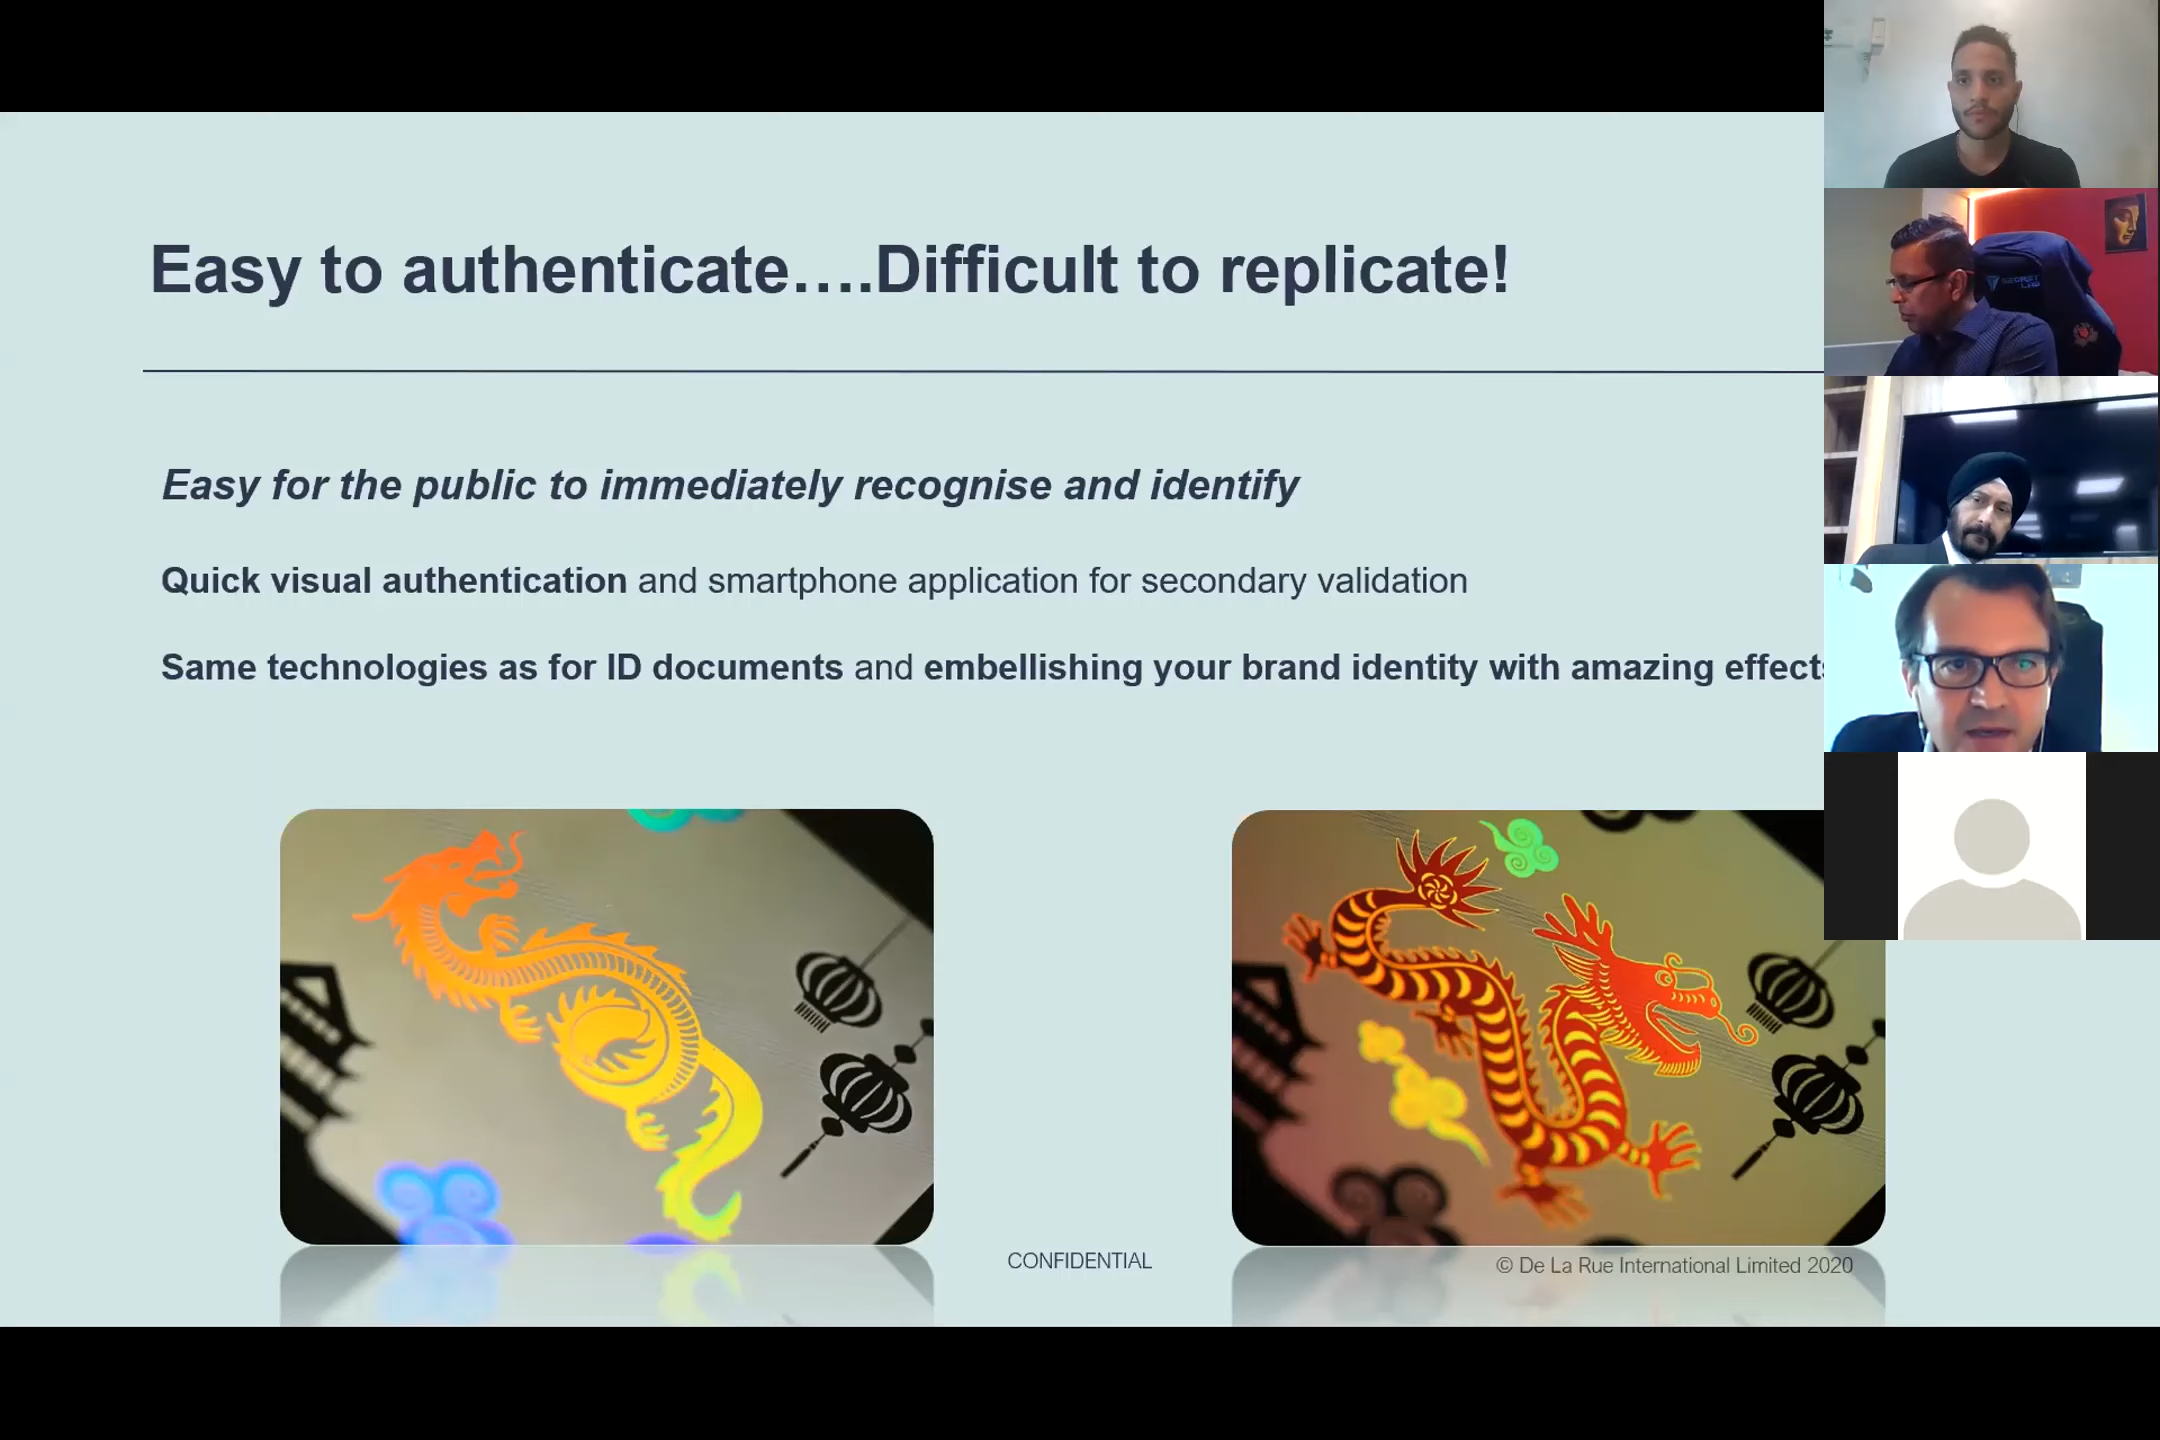 Easy to authenticate….Difficult to replicate!
Easy for the public to immediately recognise and identify
Quick visual authentication and smartphone application for secondary validation
Same technologies as for ID documents and embellishing your brand identity with amazing effects
CONFIDENTIAL
© De La Rue International Limited 2020
SECRET
LAB